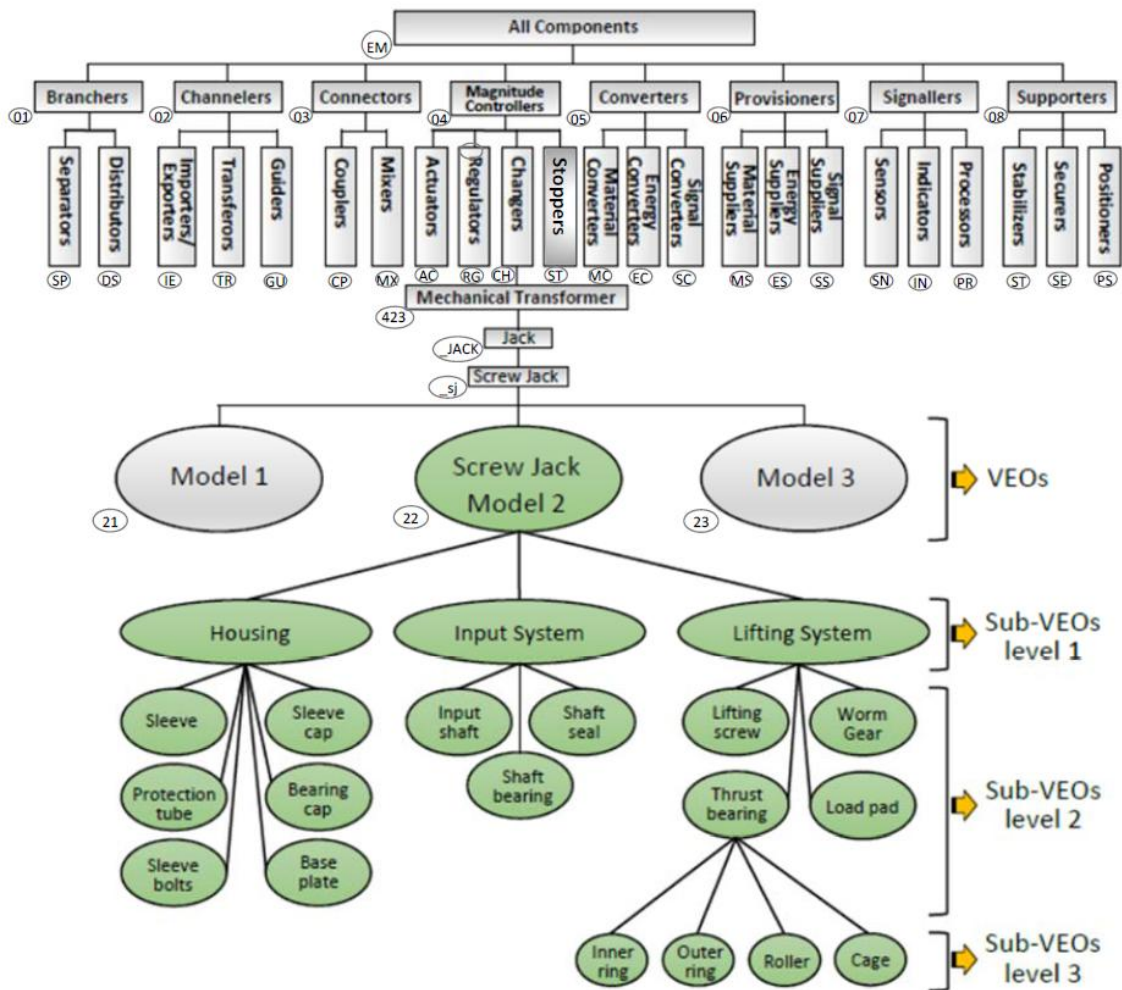 All Components
EM
Branchers
Channelers
Connectors
Magnitude
Controllers
Converters
Provisioners
Signallers
Supporters
01
02
03
04
05
06
07
08
Separators
Distributors
Importers/
Exporters
Transferors
Guiders
Couplers
Mixers
Actuators
Regulators
Changers
Stoppers
Material
Converters
Energy
Converters
Signal
Converters
Material
Suppliers
Energy
Suppliers
Signal
Suppliers
Sensors
Indicators
Processors
Stabilizers
Securers
Positioners
SP
DS
IE
TR
GU
CP
MX
AC
RG
CH
ST
MC
EC
SC
MS
ES
SS
SN
IN
PR
ST
SE
PS
Mechanical Transformer
423
Jack
_JACK
Screw Jack
_sj
Model 1
Screw Jack
Model 2
Model 3
VEOs
21
22
23
Housing
Input System
Lifting System
Sub-VEOs
level 1
Sleeve
Sleeve
cap
Input
shaft
Shaft
seal
Lifting
screw
Worm
Gear
Protection
tube
Bearing
cap
Shaft
bearing
Thrust
bearing
Load pad
Sub-VEOs
level 2
Sleeve
bolts
Base
plate
Inner
ring
Outer
ring
Roller
Cage
Sub-VEOs
level 3